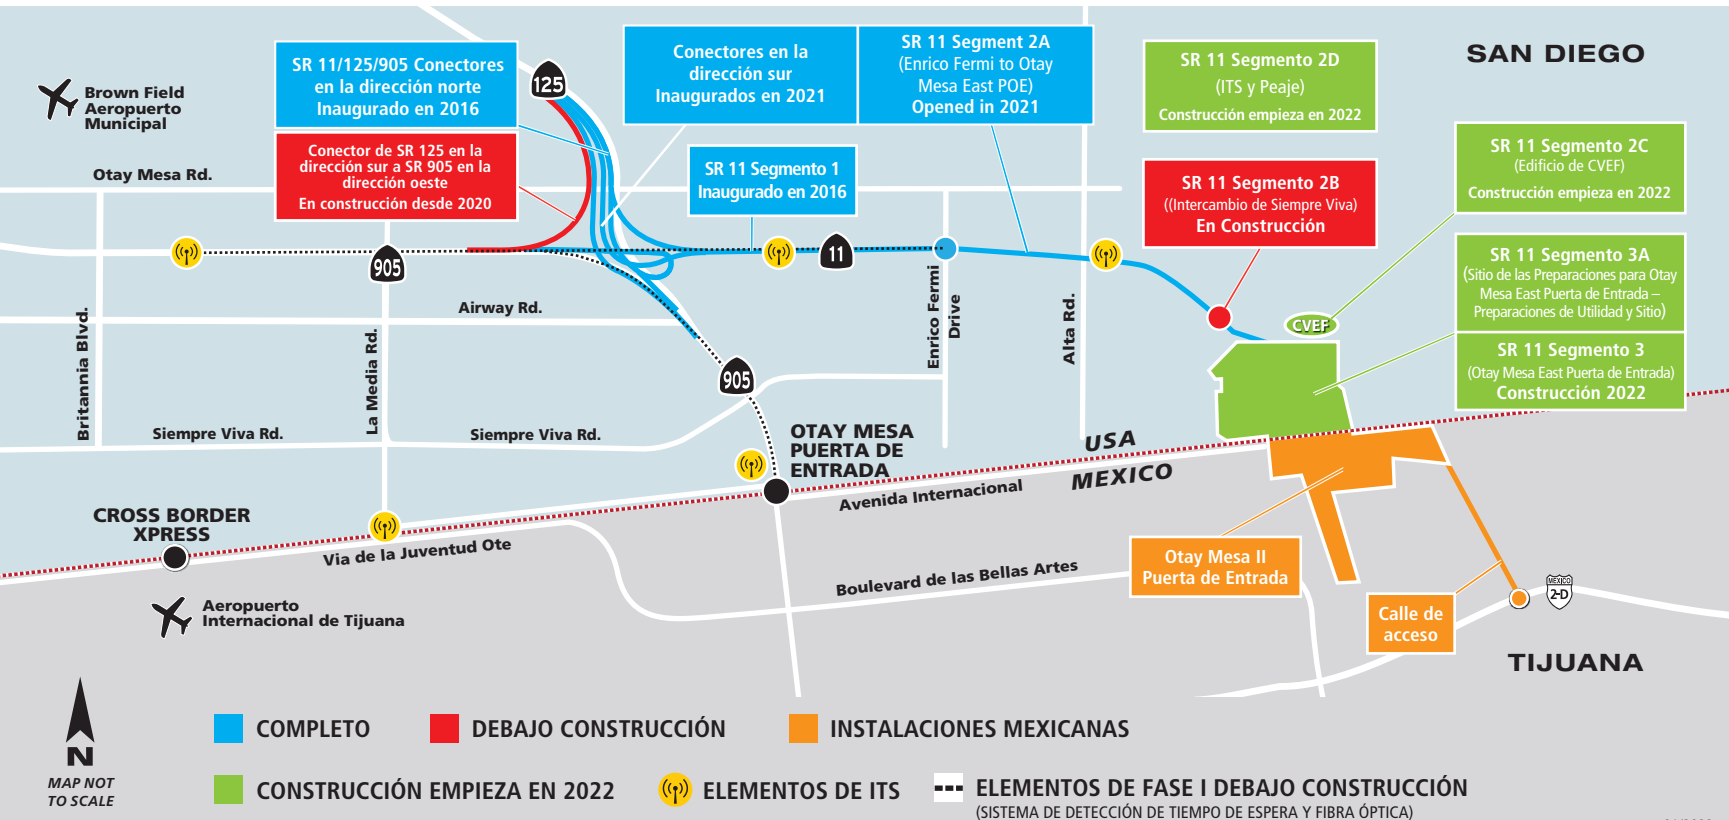 SAN DIEGO
Brown Field
Aeropuerto
Municipal
SR 11/125/905 Conectores
en la dirección norte
Inaugurado en 2016
Conector de SR 125 en la
dirección sur a SR 905 en la
dirección oeste
En construcción desde 2020
125
Conectores en la
dirección sur
Inaugurados en 2021
SR 11 Segment 2A
(Enrico Fermi to Otay
Mesa East POE)
Opened in 2021
SR 11 Segmento 1
Inaugurado en 2016
SR 11 Segmento 2D
(ITS y Peaje)
Construcción empieza en 2022
SR 11 Segmento 2B
((Intercambio de Siempre Viva)
En Construcción
SR 11 Segmento 2C
(Edificio de CVEF)
Construcción empieza en 2022
SR 11 Segmento 3A
(Sitio de las Preparaciones para Otay
Mesa East Puerta de Entrada –
Preparaciones de Utilidad y Sitio)
SR 11 Segmento 3
(Otay Mesa East Puerta de Entrada)
Construcción 2022
Otay Mesa Rd.
905
11
CVEF
Airway Rd.
Britannia Blvd.
La Media Rd.
Enrico Fermi
Drive
Alta Rd.
905
Siempre Viva Rd.
Siempre Viva Rd.
OTAY MESA
PUERTA DE
ENTRADA
USA
MEXICO
Avenida Internacional
CROSS BORDER
XPRESS
Via de la Juventud Ote
Boulevard de las Bellas Artes
Aeropuerto
Internacional de Tijuana
Otay Mesa II
Puerta de Entrada
Calle de
acceso
MEXICO
2-D
TIJUANA
N
MAP NOT
TO SCALE
COMPLETO
DEBAJO CONSTRUCCIÓN
INSTALACIONES MEXICANAS
CONSTRUCCIÓN EMPIEZA EN 2022
ELEMENTOS DE ITS
ELEMENTOS DE FASE I DEBAJO CONSTRUCCIÓN
(SISTEMA DE DETECCIÓN DE TIEMPO DE ESPERA Y FIBRA ÓPTICA)